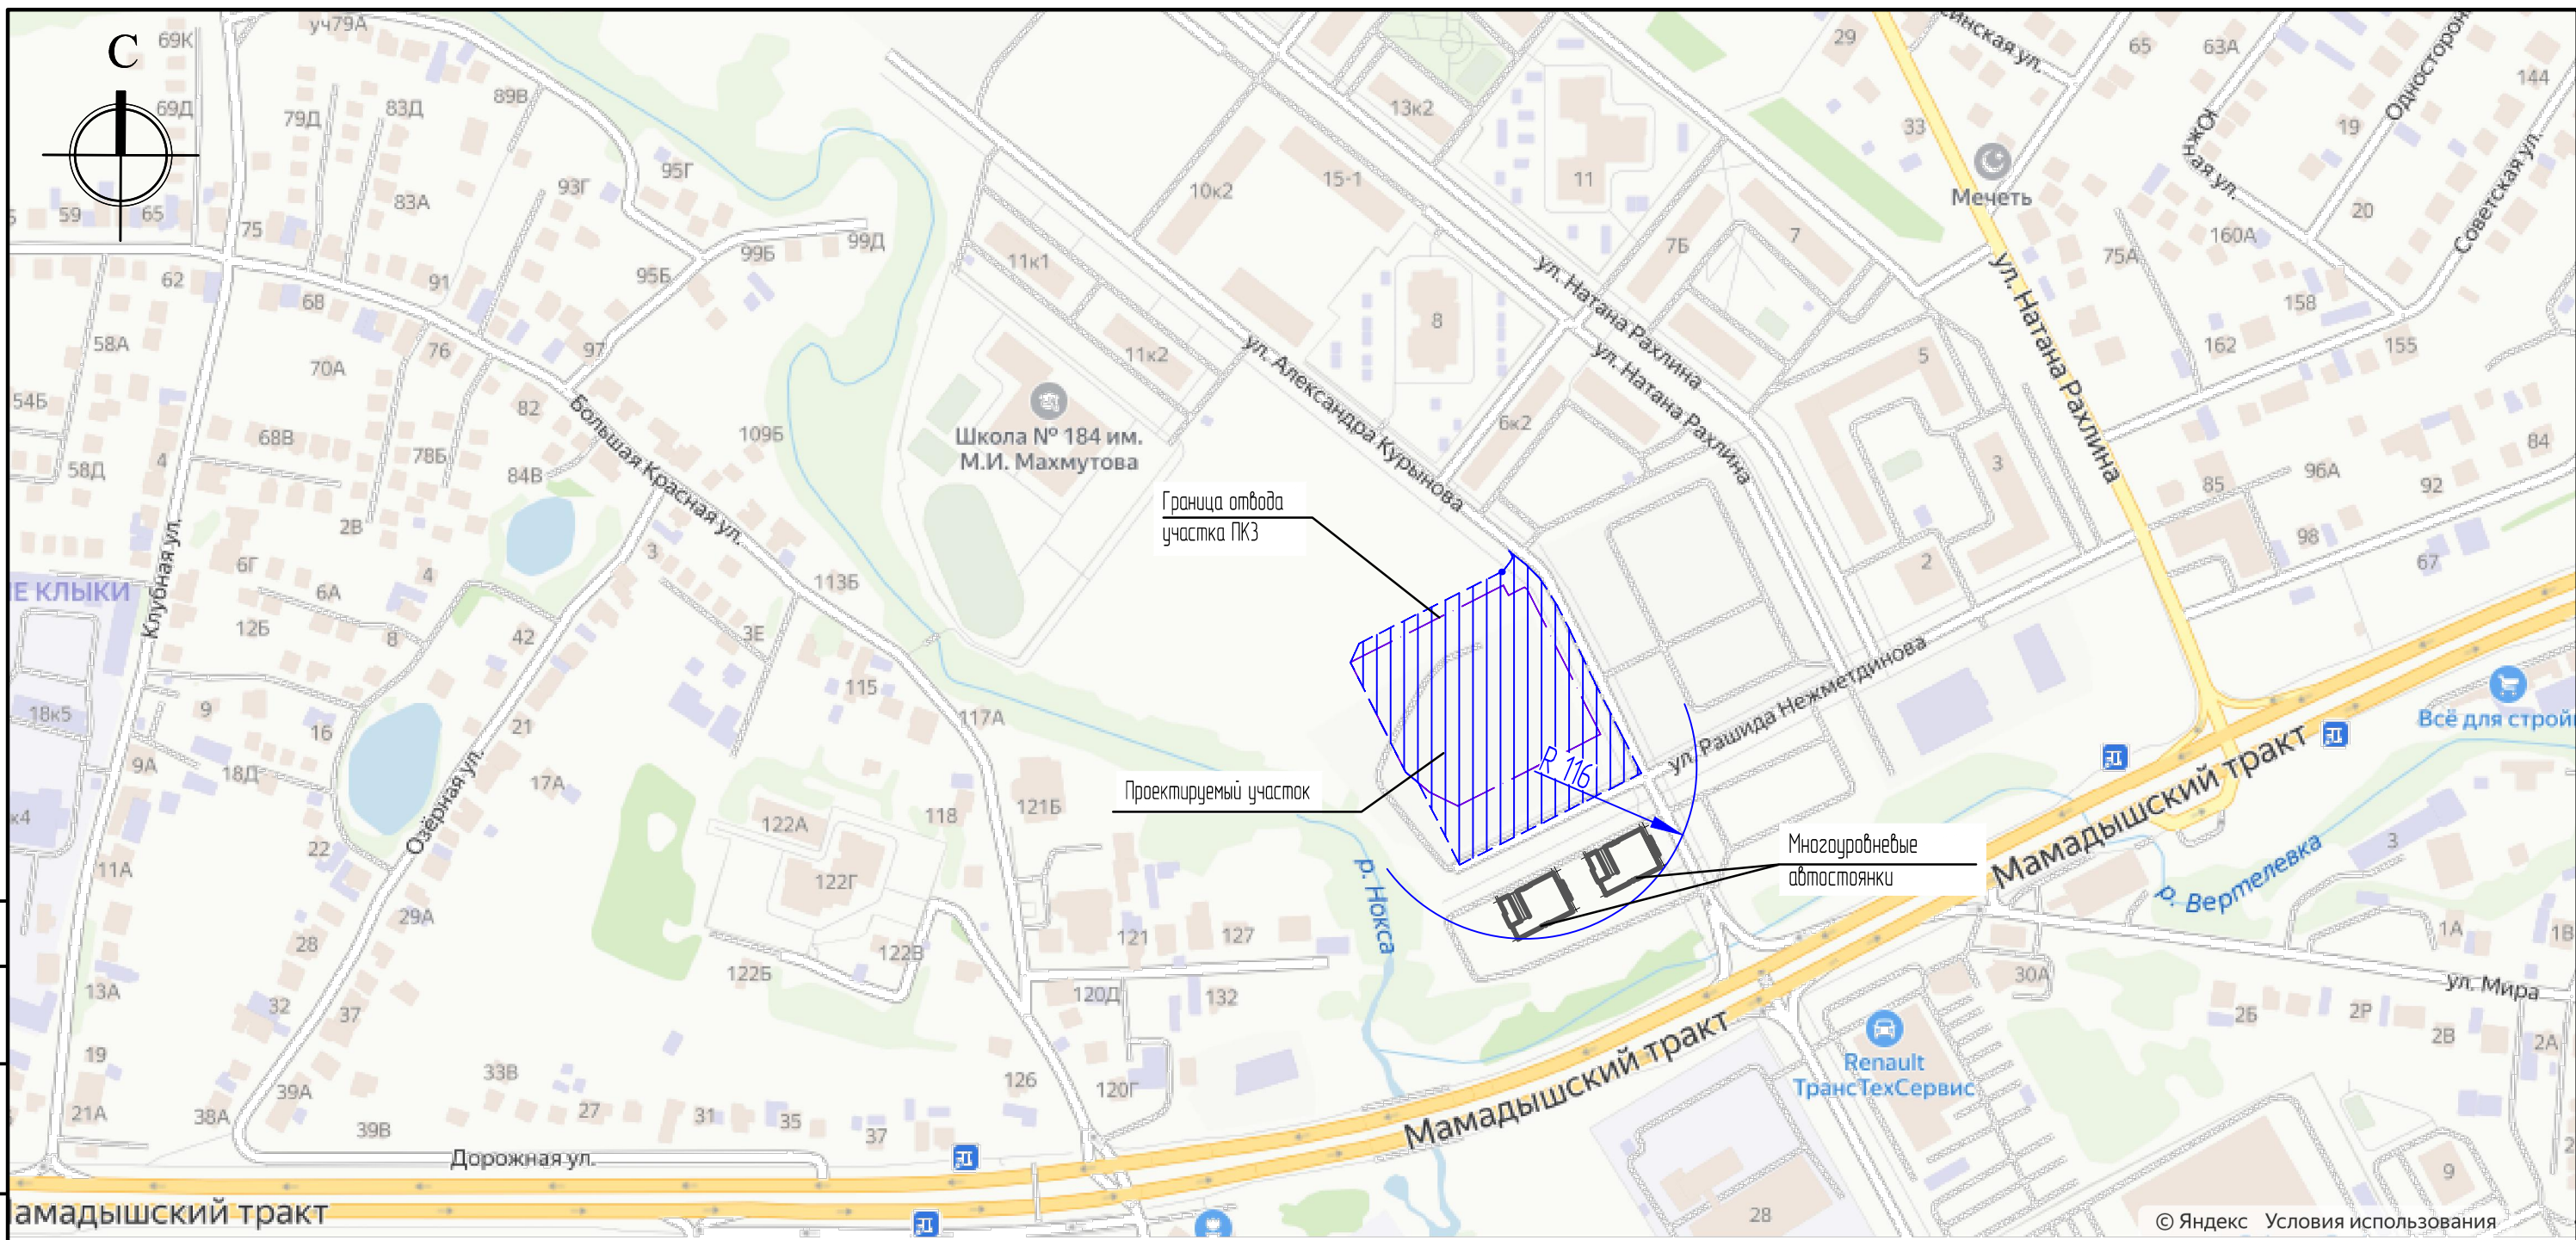 С
69К
уч79А
69Д
79Д
83Д
89В
95Г
93Г
83А
59
65
75
62
68
91
95Б
99Б
99Д
58А
70А
76
97
82
54Б
68В
78Б
84В
58Д
4
2В
109Б
Большая Красная ул.
Клубная ул.
6Г
6А
4
3
113Б
ИЕ КЛЫКИ
12Б
8
42
3Е
18к5
9
16
21
115
117А
9А
18Д
17А
Озёрная ул.
к4
22
11А
122А
118
121Б
122Г
29А
28
122В
122Б
121
127
13А
32
37
120Д
132
19
39А
33В
126
120Г
21А
38А
39В
27
31
35
37
Дорожная ул.
Мамадышский тракт
13к2
10к2
15-1
11
29
33
Мечеть
7Б
7
8
11к1
11к2
ул. Натана Рахлина
ул. Натана Рахлина
ул. Натана Рахлина
ул. Александра Курынова
6к2
5
3
2
Школа № 184 им.
М.И. Махмутова
Граница отвода
участка ПКЗ
Проектируемый участок
R 116
ул. Рашида Нежметдинова
Многоуровневые
автостоянки
р. Нокса
Мамадышский тракт
Мамадышский тракт
р. Вертелевка
65
63А
144
19
Односторон
Южная ул.
Советская ул.
20
160А
75А
158
162
155
84
85
96А
92
98
67
Всё для строй
3
1А
1В
ул. Мира
30А
2Б
2Р
2В
2А
Renault
ТрансТехСервис
28
9
© Яндекс Условия использования